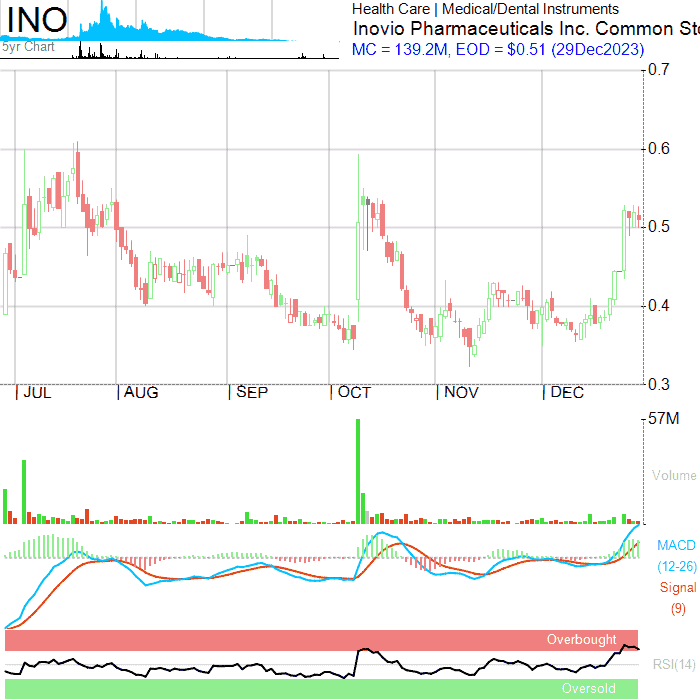 INO
5yr Chart
Health Care | Medical/Dental Instruments
Inovio Pharmaceuticals Inc. Common Sto
MC = 139.2M, EOD = $0.51 (29Dec2023)
0.7
0.6
0.5
0.4
0.3
JUL AUG SEP OCT NOV DEC
57M
Volume
MACD
(12-26)
Signal
(9)
Overbought
RSI(14)
Oversold